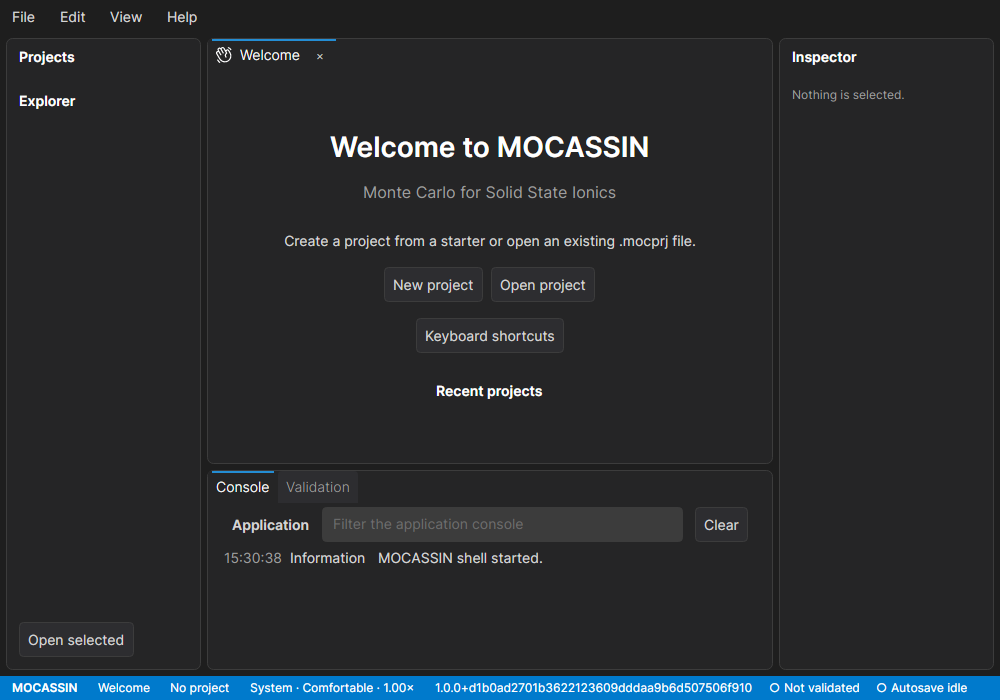 File Edit View Help
Projects
Explorer
Open selected
Welcome ×
Welcome to MOCASSIN
Monte Carlo for Solid State Ionics
Create a project from a starter or open an existing .mocprj file.
New project Open project
Keyboard shortcuts
Recent projects
Console Validation
Application Filter the application console Clear
15:30:38 Information MOCASSIN shell started.
Inspector
Nothing is selected.
MOCASSIN Welcome No project System · Comfortable · 1.00× 1.0.0+d1b0ad2701b3622123609dddaa9b6d507506f910 Not validated Autosave idle